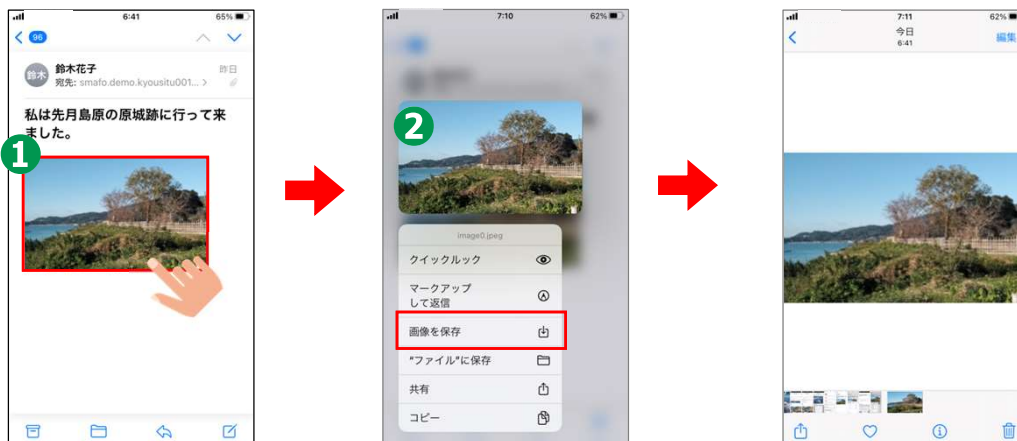 6:41
65%
96
鈴木
鈴木花子
昨日
宛先: smafo.demo.kyousitu001... >
私は先月島原の原城跡に行って来
ました。
1
7:10
62%
2
image0.jpeg
クイックルック
マークアップ
して返信
画像を保存
"ファイル"に保存
共有
コピー
7:11
62%
今日
6:41
編集